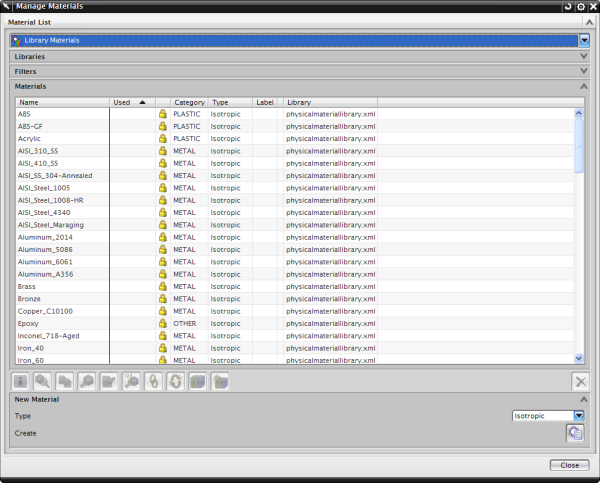 Manage Materials
Material List
Library Materials
Libraries
Filters
Materials
Name Used Category Type Label Library
ABS PLASTIC Isotropic physicalmateriallibrary.xml
ABS-GF PLASTIC Isotropic physicalmateriallibrary.xml
Acrylic PLASTIC Isotropic physicalmateriallibrary.xml
AISI_310_SS METAL Isotropic physicalmateriallibrary.xml
AISI_410_SS METAL Isotropic physicalmateriallibrary.xml
AISI_SS_304-Annealed METAL Isotropic physicalmateriallibrary.xml
AISI_Steel_1005 METAL Isotropic physicalmateriallibrary.xml
AISI_Steel_1008-HR METAL Isotropic physicalmateriallibrary.xml
AISI_Steel_4340 METAL Isotropic physicalmateriallibrary.xml
AISI_Steel_Maraging METAL Isotropic physicalmateriallibrary.xml
Aluminum_2014 METAL Isotropic physicalmateriallibrary.xml
Aluminum_5086 METAL Isotropic physicalmateriallibrary.xml
Aluminum_6061 METAL Isotropic physicalmateriallibrary.xml
Aluminum_A356 METAL Isotropic physicalmateriallibrary.xml
Brass METAL Isotropic physicalmateriallibrary.xml
Bronze METAL Isotropic physicalmateriallibrary.xml
Copper_C10100 METAL Isotropic physicalmateriallibrary.xml
Epoxy OTHER Isotropic physicalmateriallibrary.xml
Inconel_718-Aged METAL Isotropic physicalmateriallibrary.xml
Iron_40 METAL Isotropic physicalmateriallibrary.xml
Iron_60 METAL Isotropic physicalmateriallibrary.xml
New Material
Type Isotropic
Create
Close